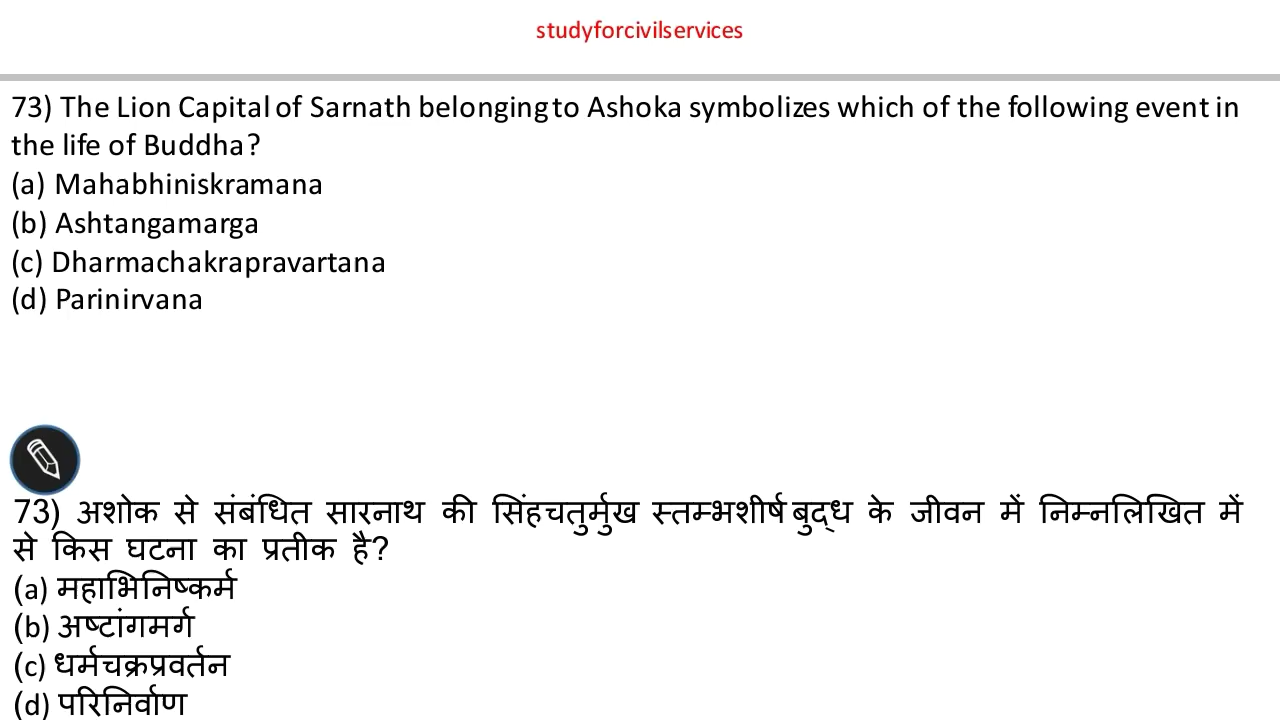 studyforcivilservices
73) The Lion Capital of Sarnath belonging to Ashoka symbolizes which of the following event in
the life of Buddha?
(a) Mahabhiniskramana
(b) Ashtangamarga
(c) Dharmachakrapravartana
(d) Parinirvana
73) अशोक से संबंधित सारनाथ की सिंहचतुर्मुख स्तम्भशीर्ष बुद्ध के जीवन में निम्नलिखित में
से किस घटना का प्रतीक है?
(a) महाभिनिष्कर्म
(b) अष्टांगमर्ग
(c) धर्मचक्रप्रवर्तन
(d) परिनिर्वाण